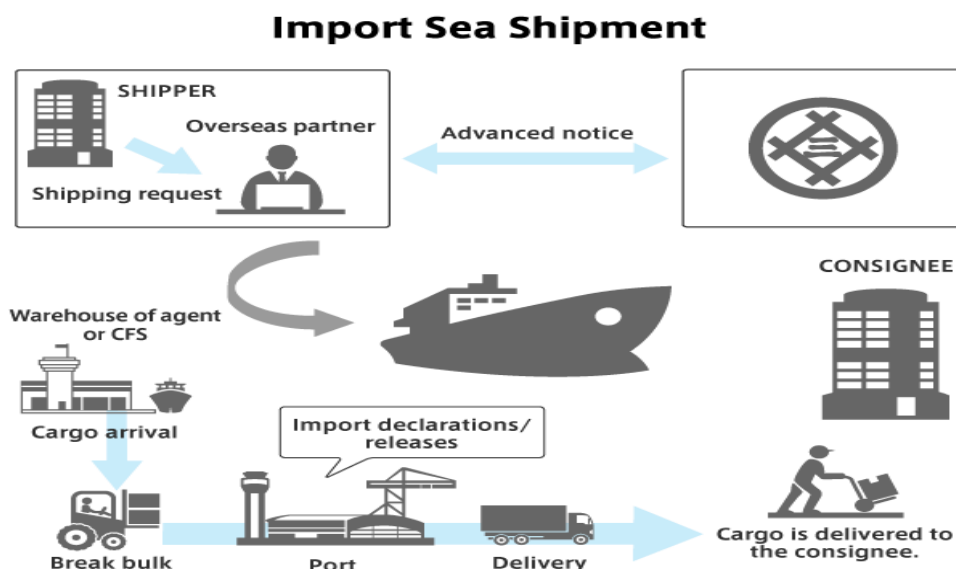 Import Sea Shipment
SHIPPER
Overseas partner
Shipping request
Advanced notice
三
CONSIGNEE
Warehouse of agent
or CFS
Cargo arrival
Import declarations/
releases
Break bulk
Port
Delivery
Cargo is delivered to
the consignee.